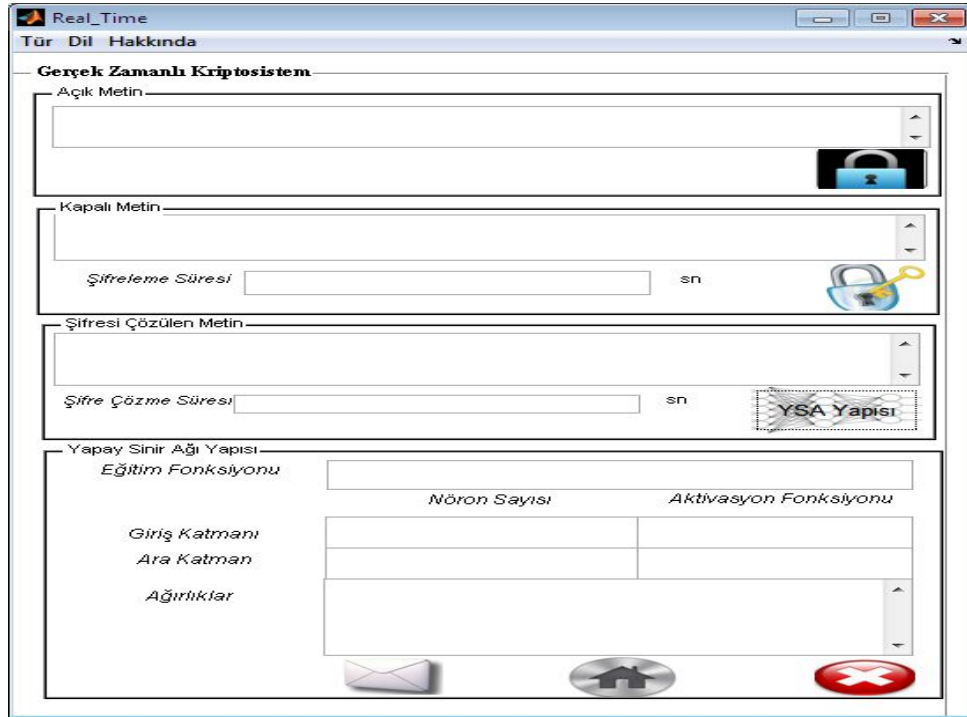 Real_Time
Tür Dil Hakkında
Gerçek Zamanlı Kriptosistem
Açık Metin
Kapalı Metin
Şifreleme Süresi sn
Şifresi Çözülen Metin
Şifre Çözme Süresi sn
YSA Yapısı
Yapay Sinir Ağı Yapısı
Eğitim Fonksiyonu
Nöron Sayısı Aktivasyon Fonksiyonu
Giriş Katmanı
Ara Katman
Ağırlıklar